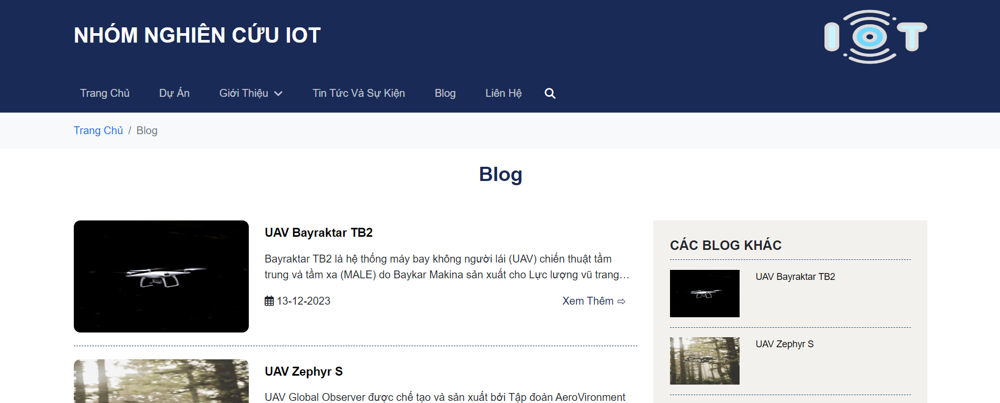 NHÓM NGHIÊN CỨU IOT
IOT
Trang Chủ
Dự Án
Giới Thiệu
Tin Tức Và Sự Kiện
Blog
Liên Hệ
Trang Chủ / Blog
Blog
UAV Bayraktar TB2
Bayraktar TB2 là hệ thống máy bay không người lái (UAV) chiến thuật tầm
trung và tầm xa (MALE) do Baykar Makina sản xuất cho Lực lượng vũ trang…
13-12-2023
Xem Thêm ⇨
UAV Zephyr S
UAV Global Observer được chế tạo và sản xuất bởi Tập đoàn AeroVironment
CÁC BLOG KHÁC
UAV Bayraktar TB2
UAV Zephyr S